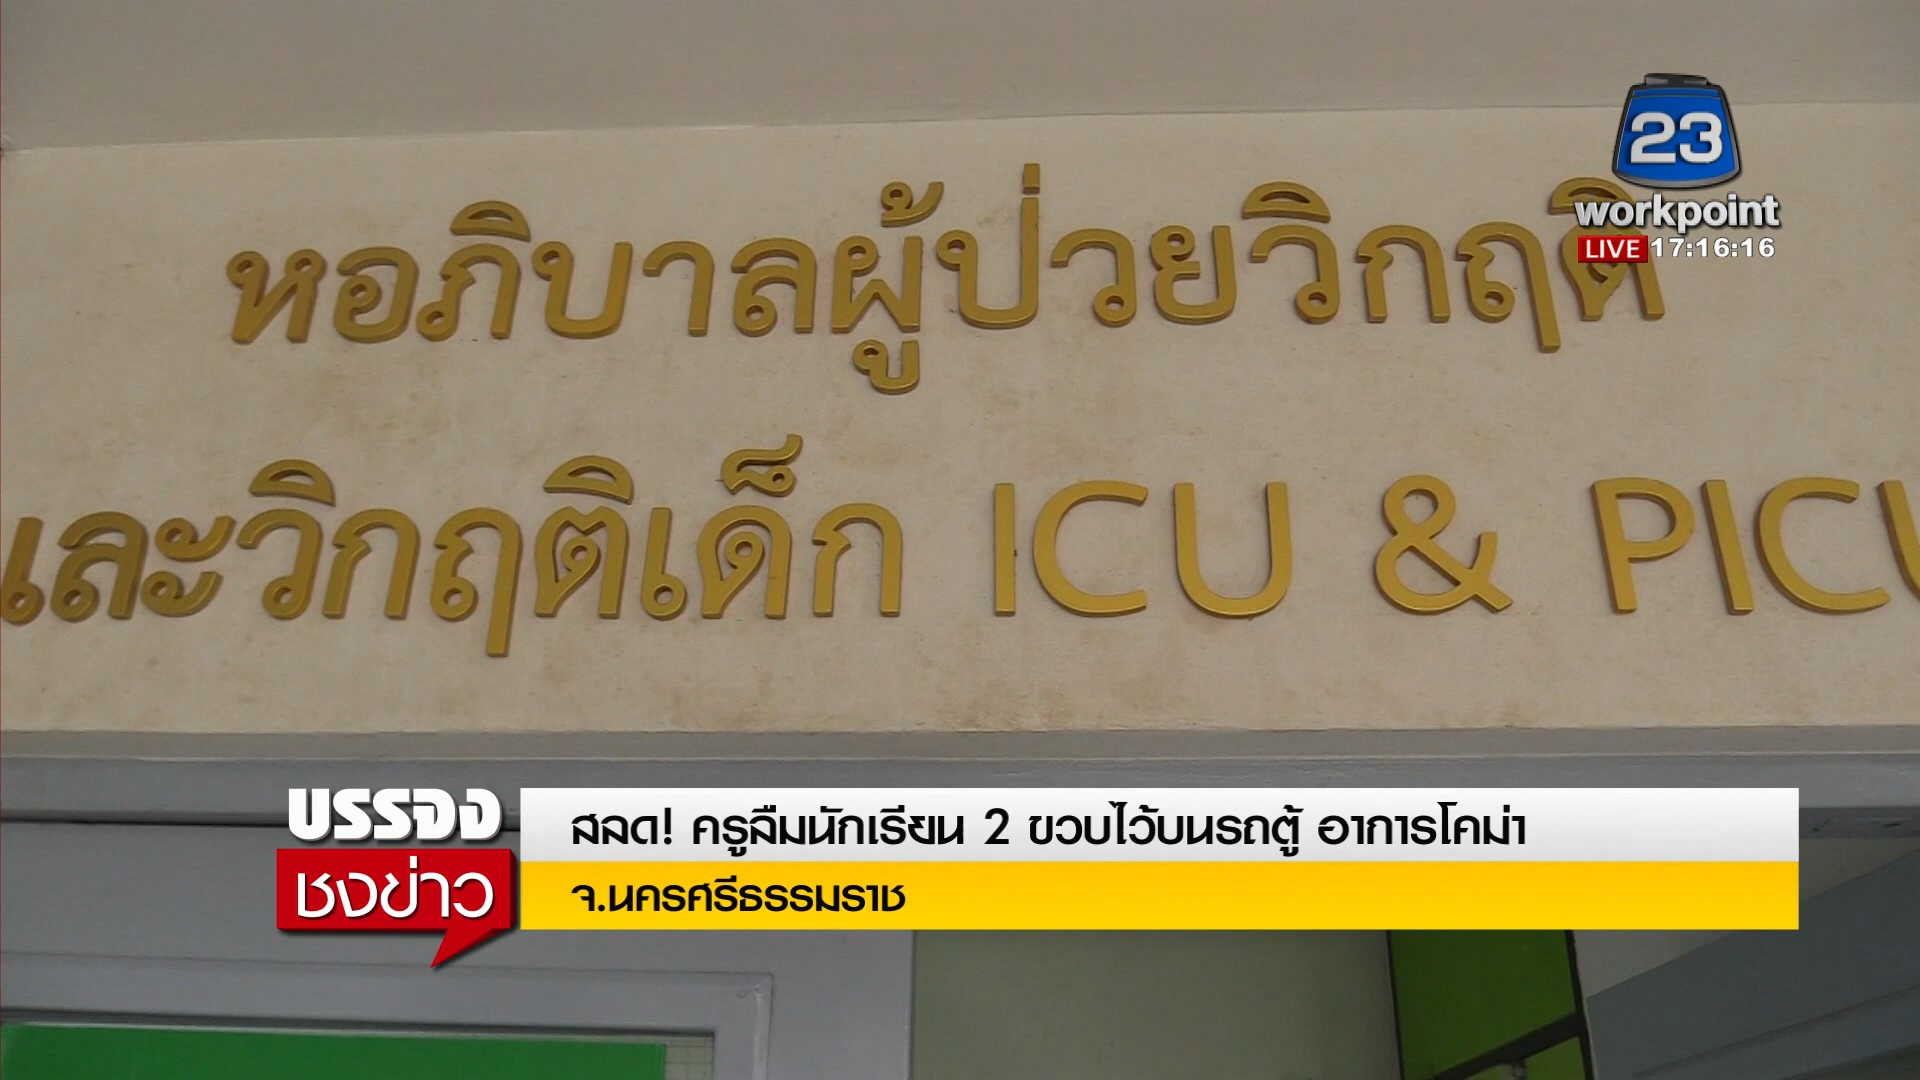 23
workpoint
LIVE 17:16:16
หออภิบาลผู้ป่วยวิกฤติ
และวิกฤติเด็ก ICU & PICU
บรรจง
ชงข่าว
สลด! ครูลืมนักเรียน 2 ขวบไว้บนรถตู้ อาการโคม่า
จ.นครศรีธรรมราช